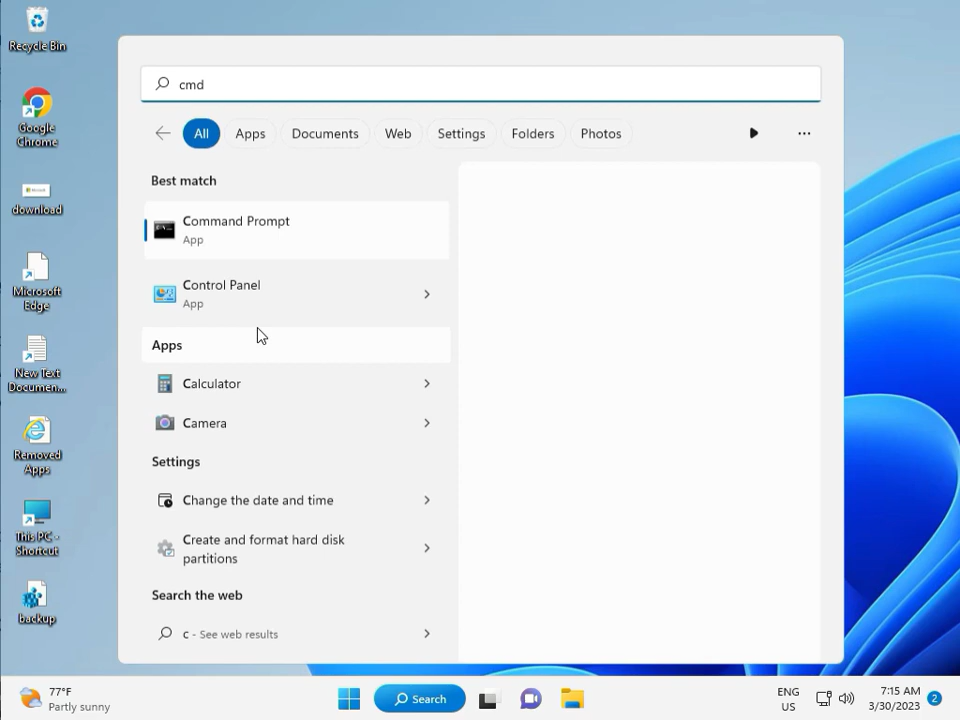 Recycle Bin
Google
Chrome
download
Microsoft
Edge
New Text
Documen...
Removed
Apps
This PC -
Shortcut
backup
cmd
All
Apps
Documents
Web
Settings
Folders
Photos
Best match
Command Prompt
App
Control Panel
App
Apps
Calculator
Camera
Settings
Change the date and time
Create and format hard disk
partitions
Search the web
c - See web results
77°F
Partly sunny
Search
ENG
US
7:15 AM
3/30/2023
2